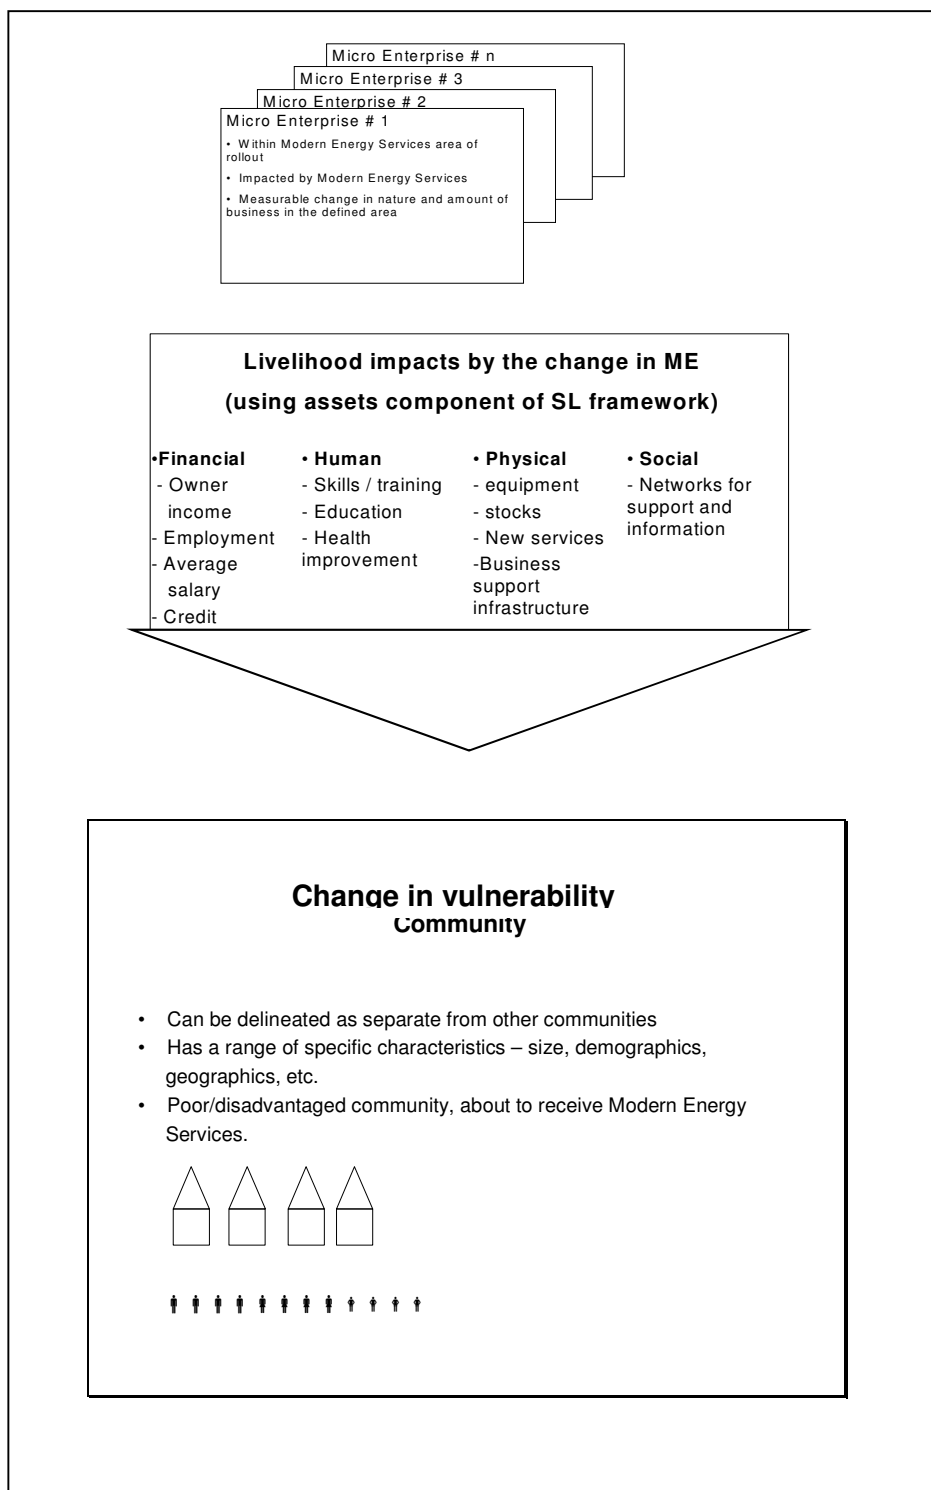 Micro Enterprise # n
Micro Enterprise # 3
Micro Enterprise # 2
Micro Enterprise # 1
• Within Modern Energy Services area of
rollout
• Impacted by Modern Energy Services
• Measurable change in nature and amount of
business in the defined area
Livelihood impacts by the change in ME
(using assets component of SL framework)
•Financial
- Owner
income
- Employment
- Average
salary
- Credit
• Human
- Skills / training
- Education
- Health
improvement
• Physical
- equipment
- stocks
- New services
-Business
support
infrastructure
• Social
- Networks for
support and
information
Change in vulnerability
Community
• Can be delineated as separate from other communities
• Has a range of specific characteristics – size, demographics,
geographics, etc.
• Poor/disadvantaged community, about to receive Modern Energy
Services.